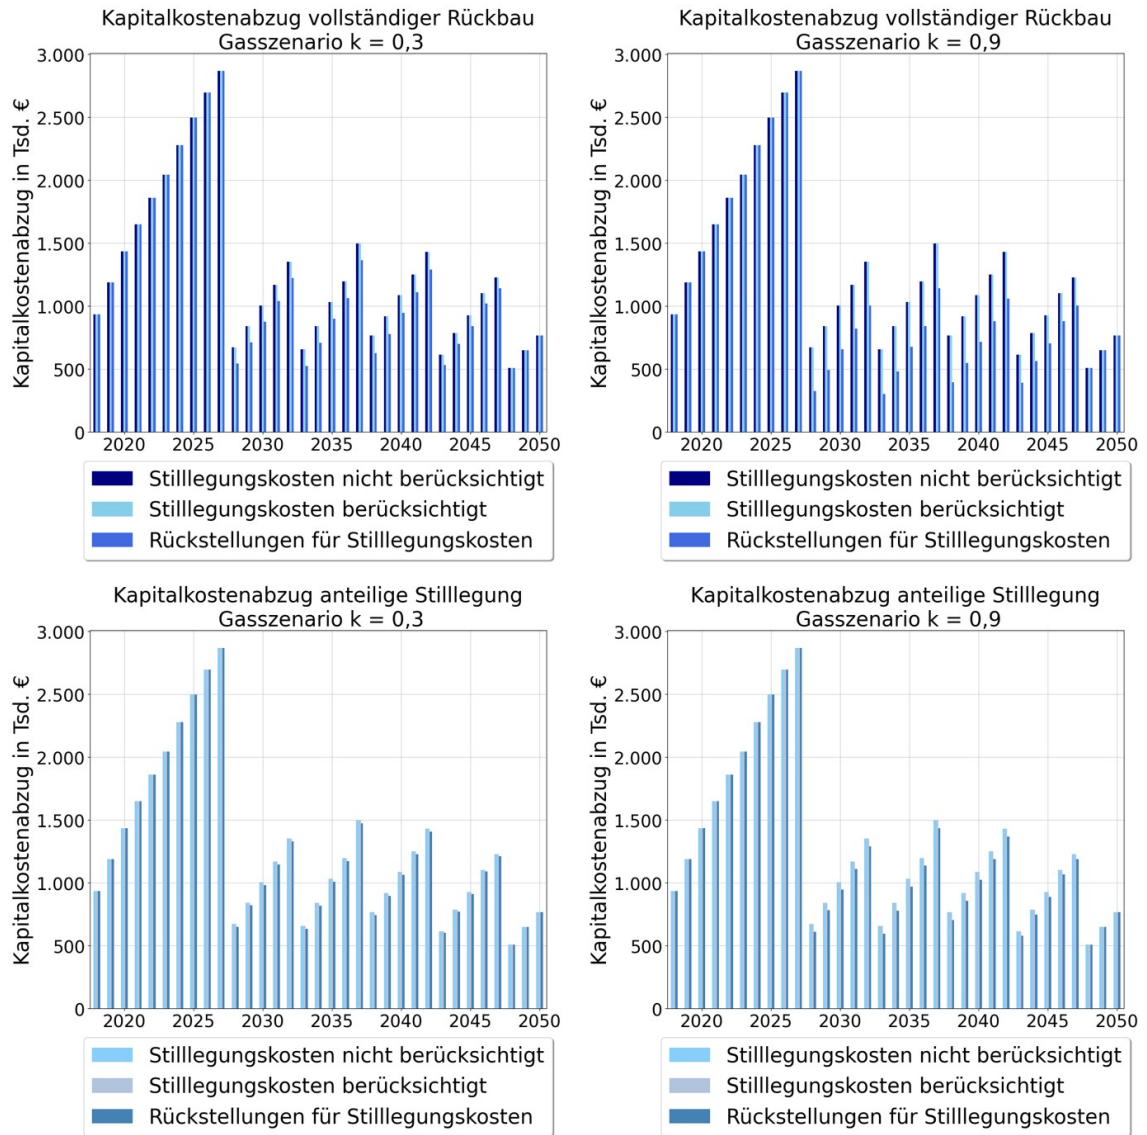 Kapitalkostenabzug vollständiger Rückbau
Gasszenario k = 0,3
Kapitalkostenabzug in Tsd. €
3.000
2.500
2.000
1.500
1.000
500
0
2020 2025 2030 2035 2040 2045 2050
Stilllegungskosten nicht berücksichtigt
Stilllegungskosten berücksichtigt
Rückstellungen für Stilllegungskosten
Kapitalkostenabzug vollständiger Rückbau
Gasszenario k = 0,9
Kapitalkostenabzug in Tsd. €
3.000
2.500
2.000
1.500
1.000
500
0
2020 2025 2030 2035 2040 2045 2050
Stilllegungskosten nicht berücksichtigt
Stilllegungskosten berücksichtigt
Rückstellungen für Stilllegungskosten
Kapitalkostenabzug anteilige Stilllegung
Gasszenario k = 0,3
Kapitalkostenabzug in Tsd. €
3.000
2.500
2.000
1.500
1.000
500
0
2020 2025 2030 2035 2040 2045 2050
Stilllegungskosten nicht berücksichtigt
Stilllegungskosten berücksichtigt
Rückstellungen für Stilllegungskosten
Kapitalkostenabzug anteilige Stilllegung
Gasszenario k = 0,9
Kapitalkostenabzug in Tsd. €
3.000
2.500
2.000
1.500
1.000
500
0
2020 2025 2030 2035 2040 2045 2050
Stilllegungskosten nicht berücksichtigt
Stilllegungskosten berücksichtigt
Rückstellungen für Stilllegungskosten